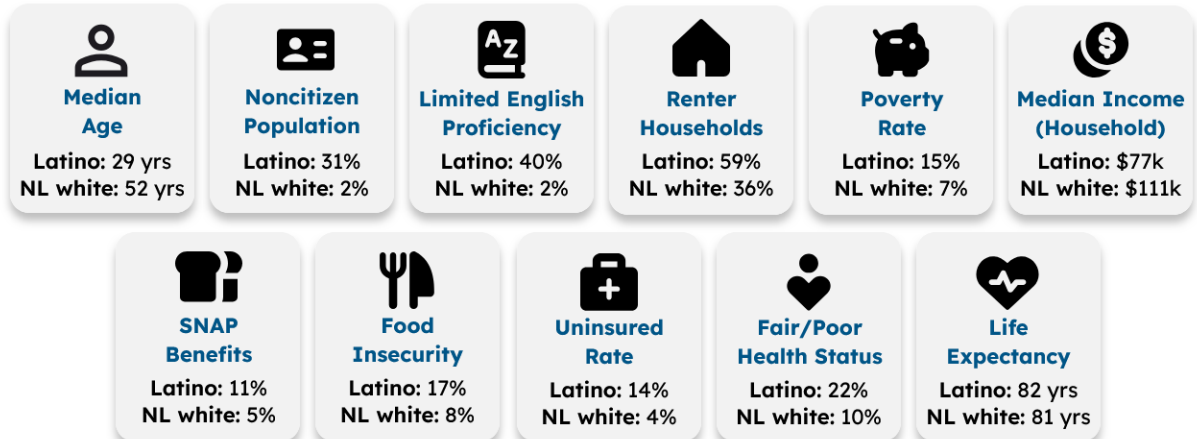 A Z
$
Median
Age
Latino: 29 yrs
NL white: 52 yrs
Noncitizen
Population
Latino: 31%
NL white: 2%
Limited English
Proficiency
Latino: 40%
NL white: 2%
Renter
Households
Latino: 59%
NL white: 36%
Poverty
Rate
Latino: 15%
NL white: 7%
Median Income
(Household)
Latino: $77k
NL white: $111k
SNAP
Benefits
Latino: 11%
NL white: 5%
Food
Insecurity
Latino: 17%
NL white: 8%
Uninsured
Rate
Latino: 14%
NL white: 4%
Fair/Poor
Health Status
Latino: 22%
NL white: 10%
Life
Expectancy
Latino: 82 yrs
NL white: 81 yrs